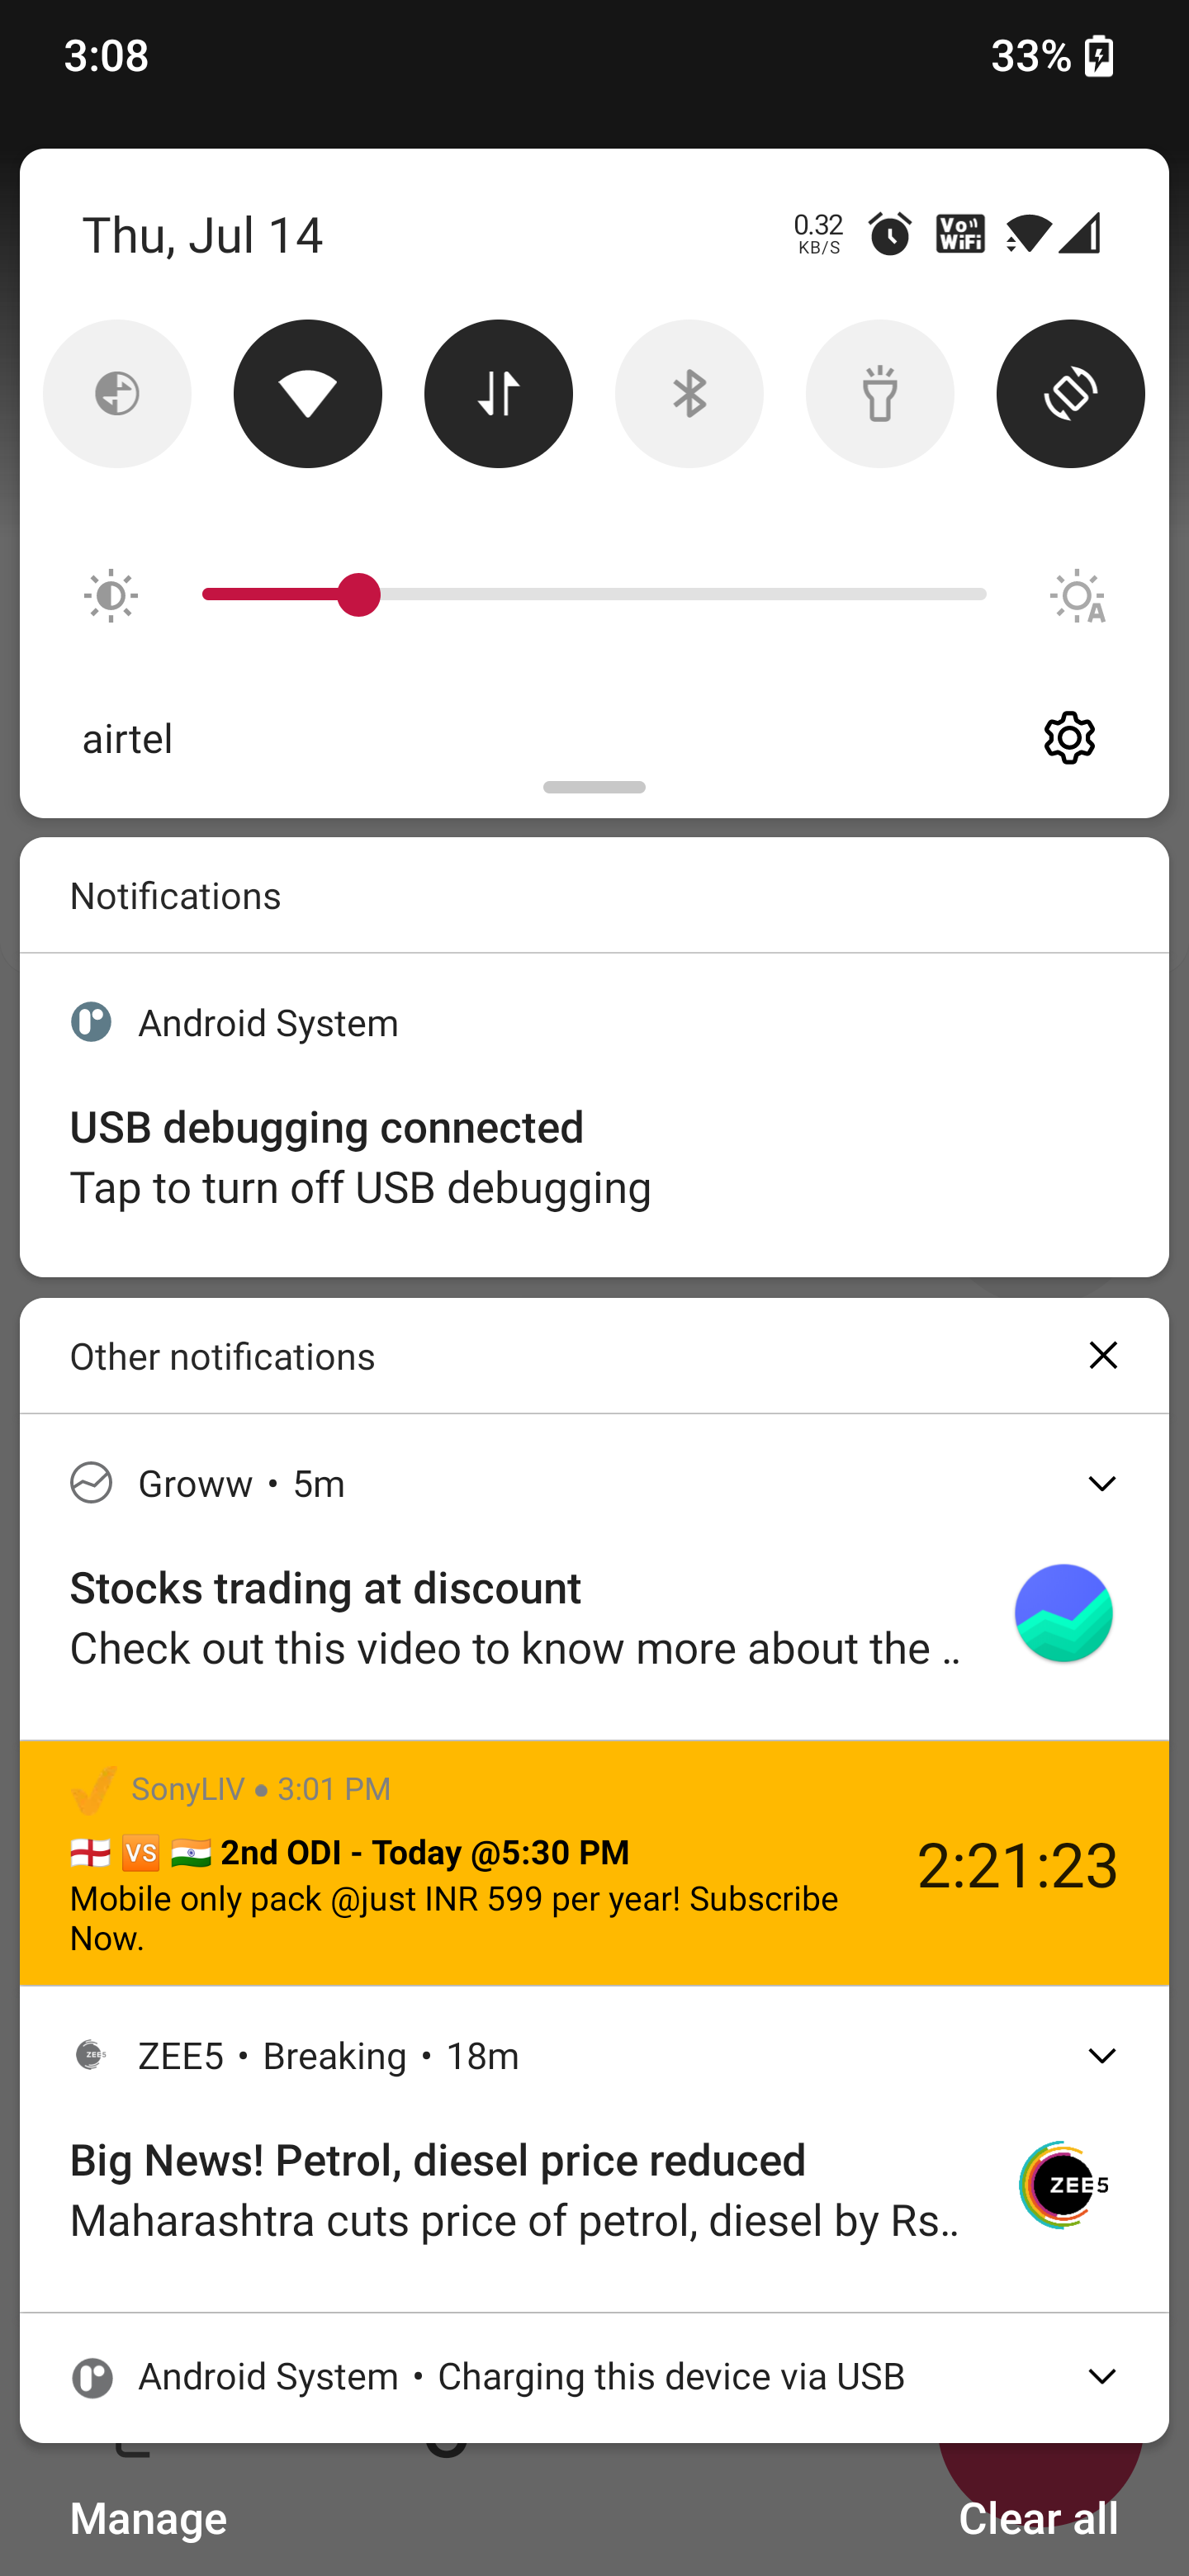 3:08
33%
Thu, Jul 14
0.32
KB/S
Vo
WiFi
A
airtel
Notifications
Android System
USB debugging connected
Tap to turn off USB debugging
Other notifications
Groww • 5m
Stocks trading at discount
Check out this video to know more about the ..
SonyLIV ● 3:01 PM
🏴󠁧󠁢󠁥󠁮󠁧󠁿 🆚 🇮🇳 2nd ODI - Today @5:30 PM
2:21:23
Mobile only pack @just INR 599 per year! Subscribe
Now.
ZEE5 • Breaking • 18m
Big News! Petrol, diesel price reduced
Maharashtra cuts price of petrol, diesel by Rs..
ZEE5
Android System • Charging this device via USB
Manage
Clear all